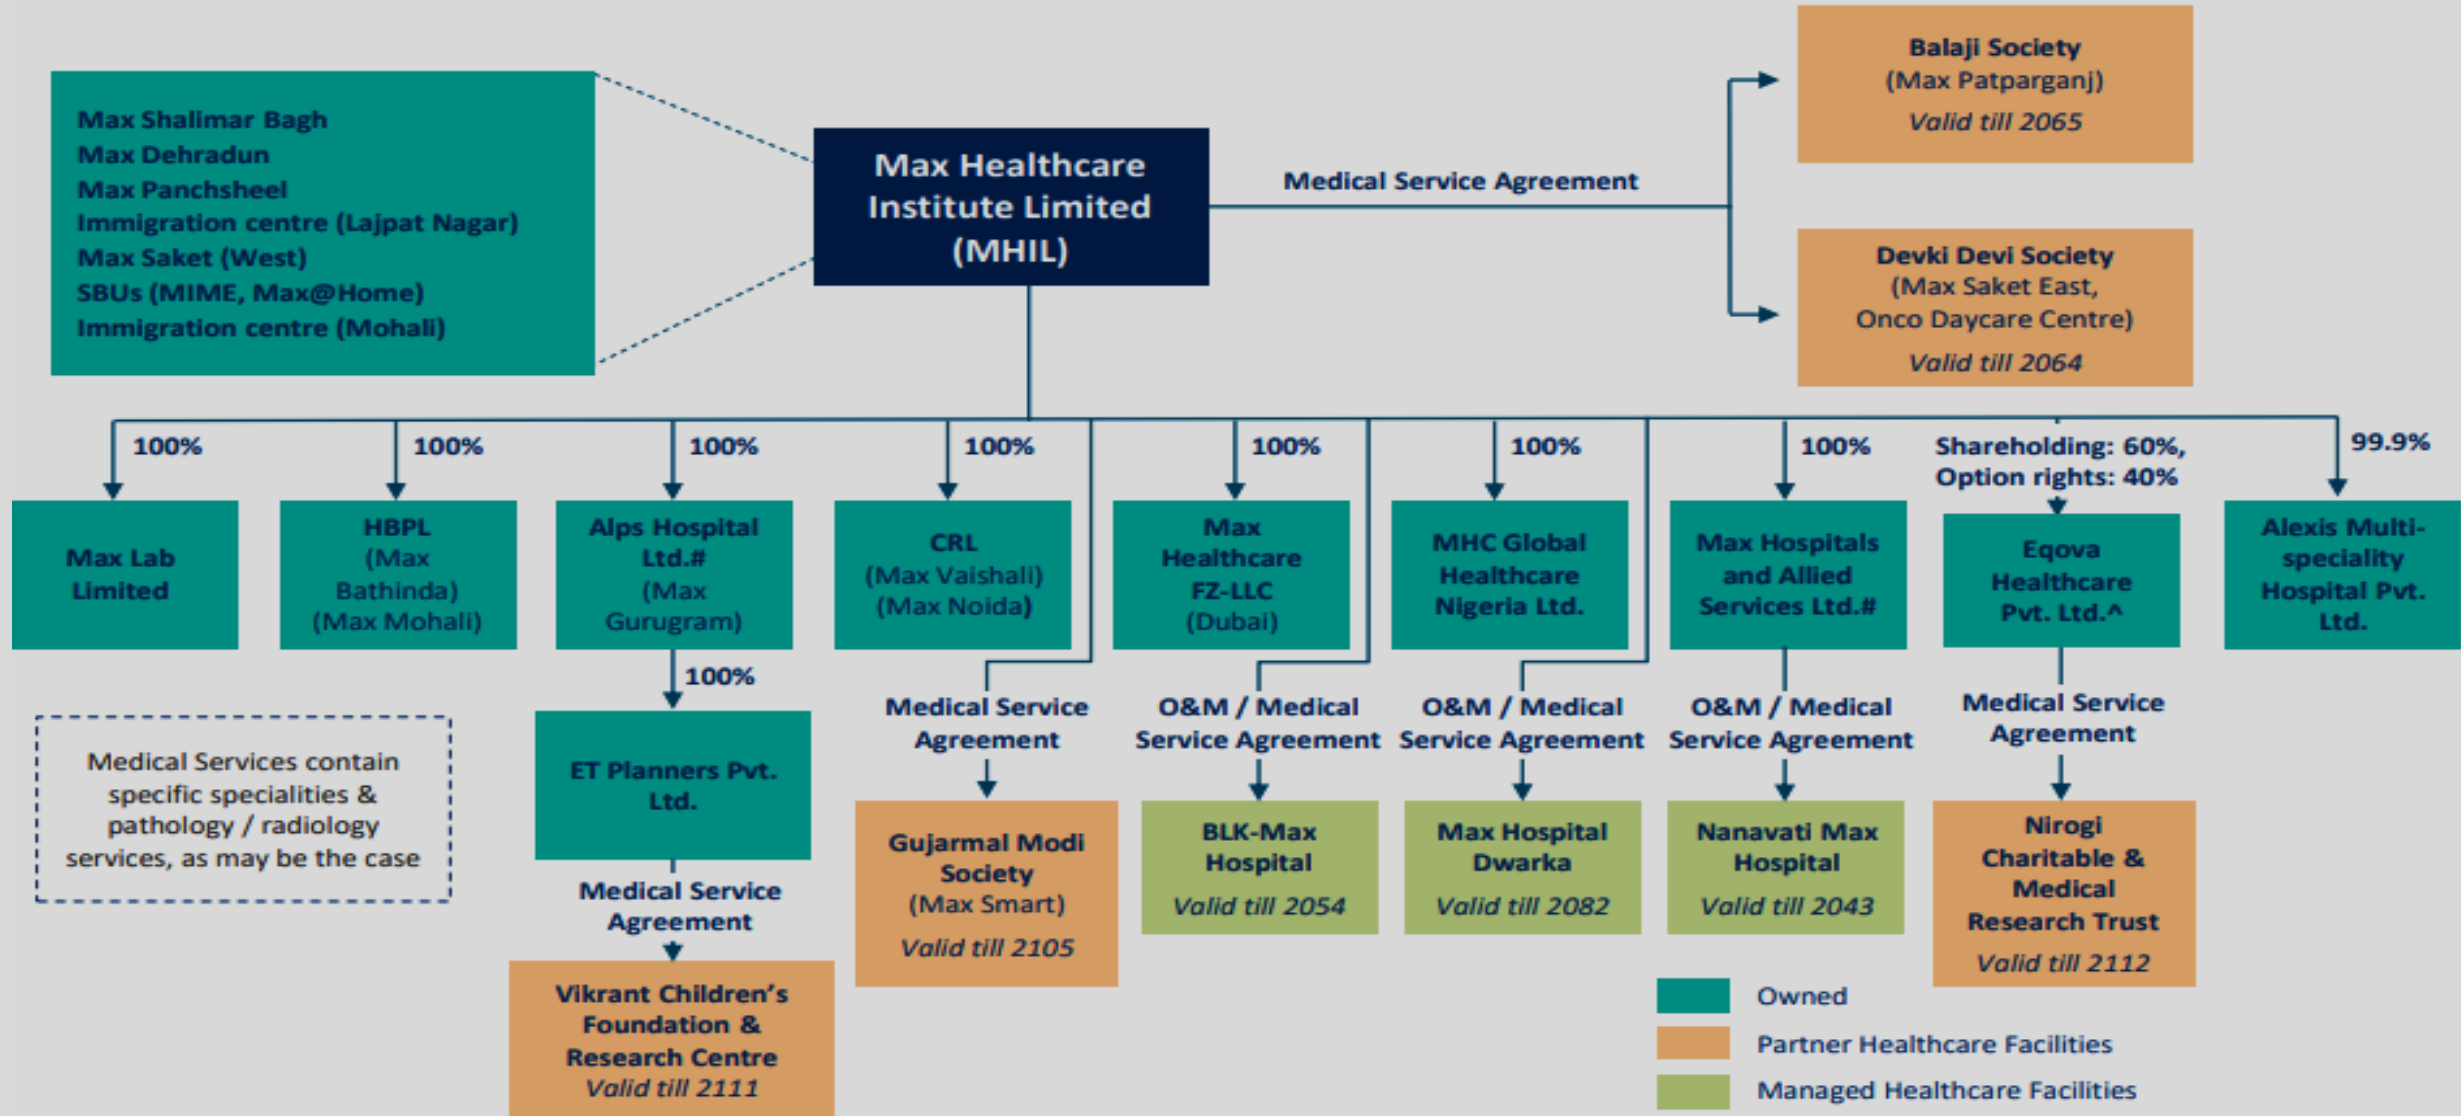 Balaji Society
(Max Patparganj)
Valid till 2065
Max Shalimar Bagh
Max Dehradun
Max Panchsheel
Immigration centre (Lajpat Nagar)
Max Saket (West)
SBUs (MIME, Max@Home)
Immigration centre (Mohali)
Max Healthcare
Institute Limited
(MHIL)
Medical Service Agreement
Devki Devi Society
(Max Saket East,
Onco Daycare Centre)
Valid till 2064
100%
100%
100%
100%
100%
100%
100%
Shareholding: 60%,
Option rights: 40%
99.9%
Max Lab
Limited
HBPL
(Max
Bathinda)
(Max Mohali)
Alps Hospital
Ltd.#
(Max
Gurugram)
CRL
(Max Vaishali)
(Max Noida)
Max
Healthcare
FZ-LLC
(Dubai)
MHC Global
Healthcare
Nigeria Ltd.
Max Hospitals
and Allied
Services Ltd.#
Eqova
Healthcare
Pvt. Ltd.^
Alexis Multi-
speciality
Hospital Pvt.
Ltd.
100%
Medical Services contain
specific specialities &
pathology / radiology
services, as may be the case
ET Planners Pvt.
Ltd.
Medical Service
Agreement
Vikrant Children's
Foundation &
Research Centre
Valid till 2111
Medical Service
Agreement
Gujarmal Modi
Society
(Max Smart)
Valid till 2105
O&M / Medical
Service Agreement
BLK-Max
Hospital
Valid till 2054
O&M / Medical
Service Agreement
Max Hospital
Dwarka
Valid till 2082
O&M / Medical
Service Agreement
Nanavati Max
Hospital
Valid till 2043
Medical Service
Agreement
Nirogi
Charitable &
Medical
Research Trust
Valid till 2112
Owned
Partner Healthcare Facilities
Managed Healthcare Facilities